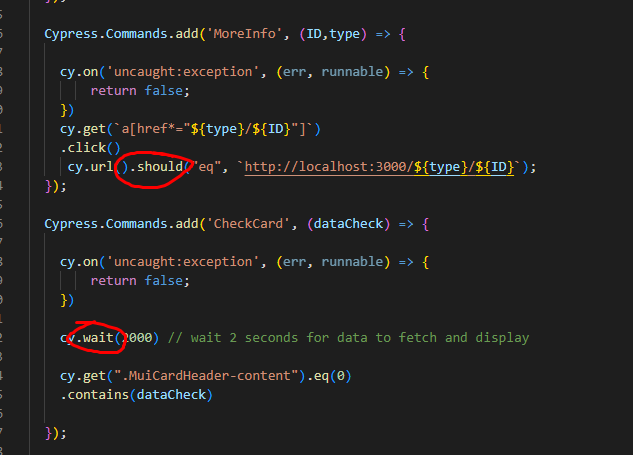 Cypress.Commands.add('MoreInfo', (ID,type) => {
cy.on('uncaught:exception', (err, runnable) => {
return false;
})
cy.get(`a[href*="${type}/${ID}"]`)
.click()
cy.url().should("eq", `http://localhost:3000/${type}/${ID}`);
});
Cypress.Commands.add('CheckCard', (dataCheck) => {
cy.on('uncaught:exception', (err, runnable) => {
return false;
})
cy.wait(2000) // wait 2 seconds for data to fetch and display
cy.get(".MuiCardHeader-content").eq(0)
.contains(dataCheck)
});